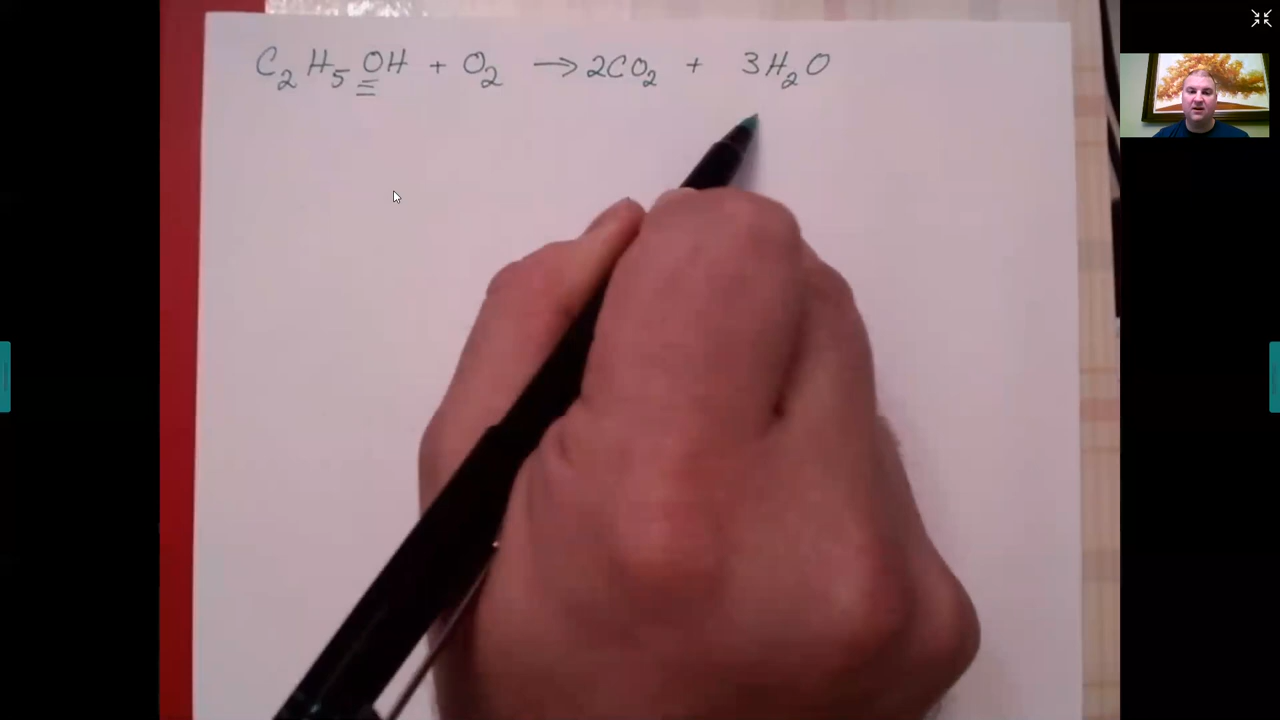 C₂H₅OH + O₂ → 2CO₂ + 3H₂O